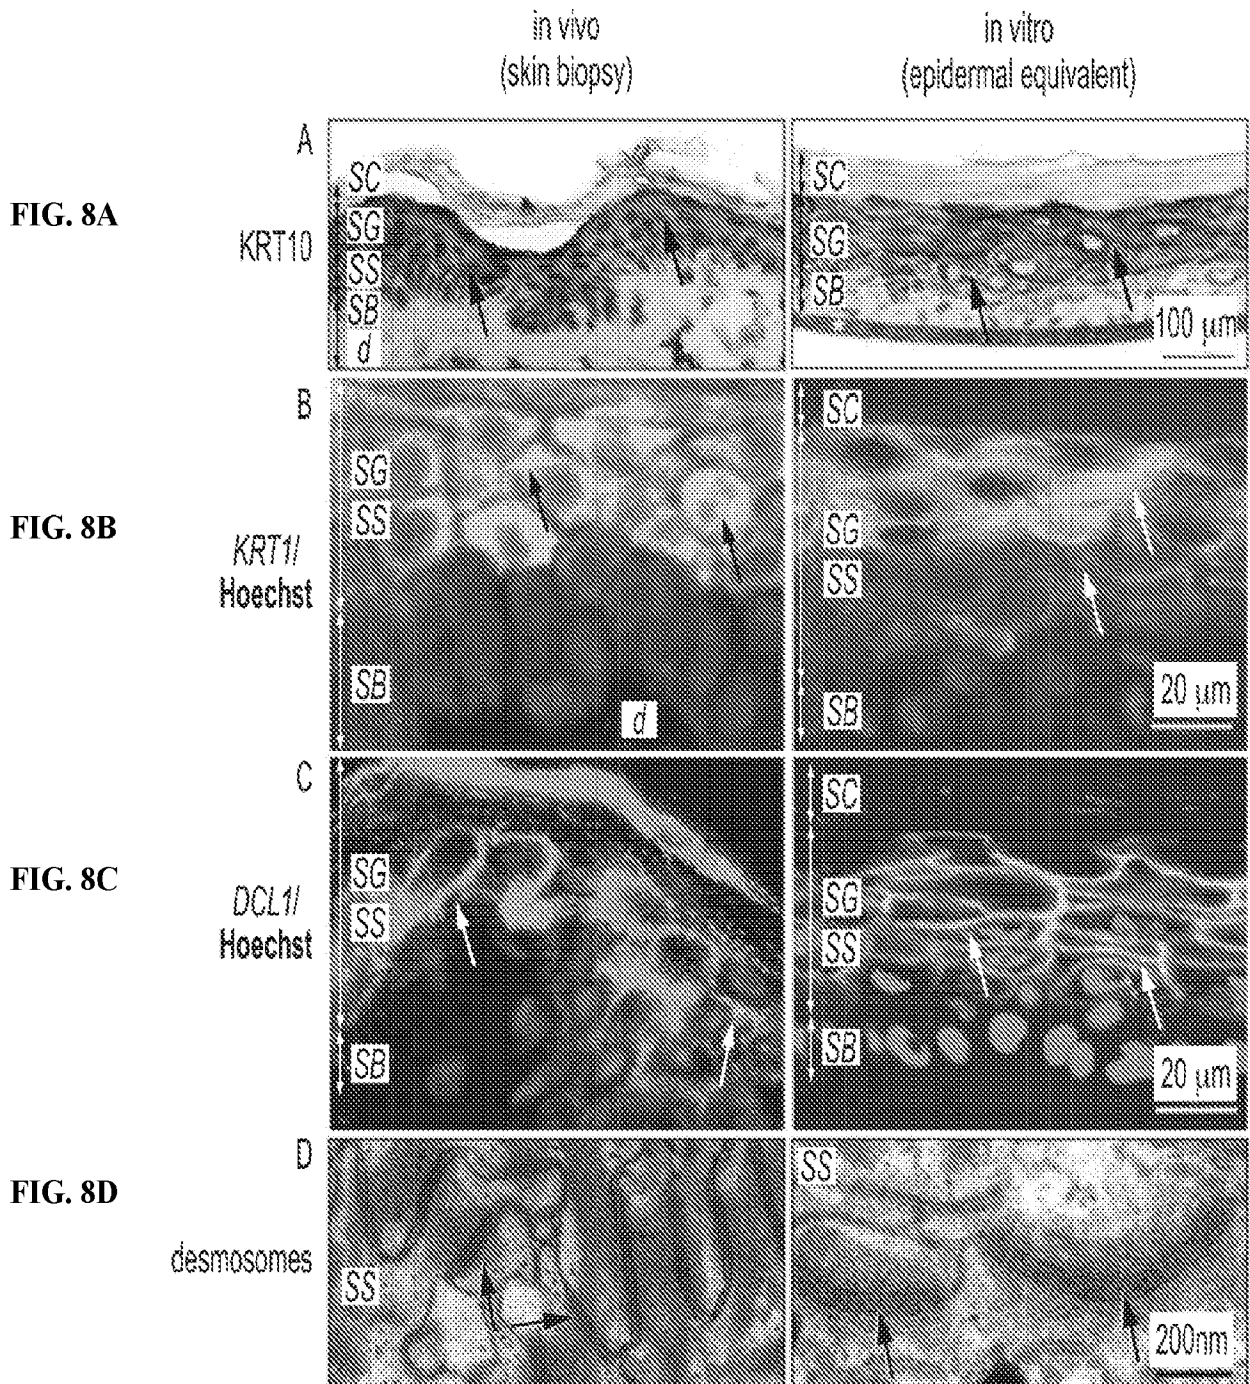 in vivo
(skin biopsy)
in vitro
(epidermal equivalent)
A
FIG. 8A
KRT10
SC
SG
SS
SB
d
SC
SG
SB
100 μm
B
FIG. 8B
KRT1/
Hoechst
SG
SS
SB
d
SC
SG
SS
SB
20 μm
C
FIG. 8C
DCL1/
Hoechst
SG
SS
SB
SC
SG
SS
SB
20 μm
D
FIG. 8D
desmosomes
SS
SS
200nm